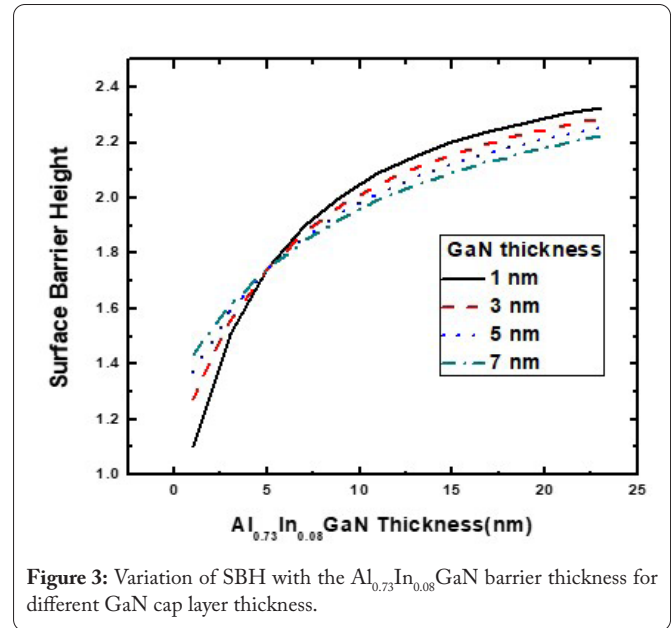 2.4
2.2
2.0
1.8
1.6
1.4
1.2
1.0
Surface Barrier Height
GaN thickness
1 nm
3 nm
5 nm
7 nm
0 5 10 15 20 25
Al0.73In0.08GaN Thickness(nm)
Figure 3: Variation of SBH with the Al0.73In0.08GaN barrier thickness for
different GaN cap layer thickness.